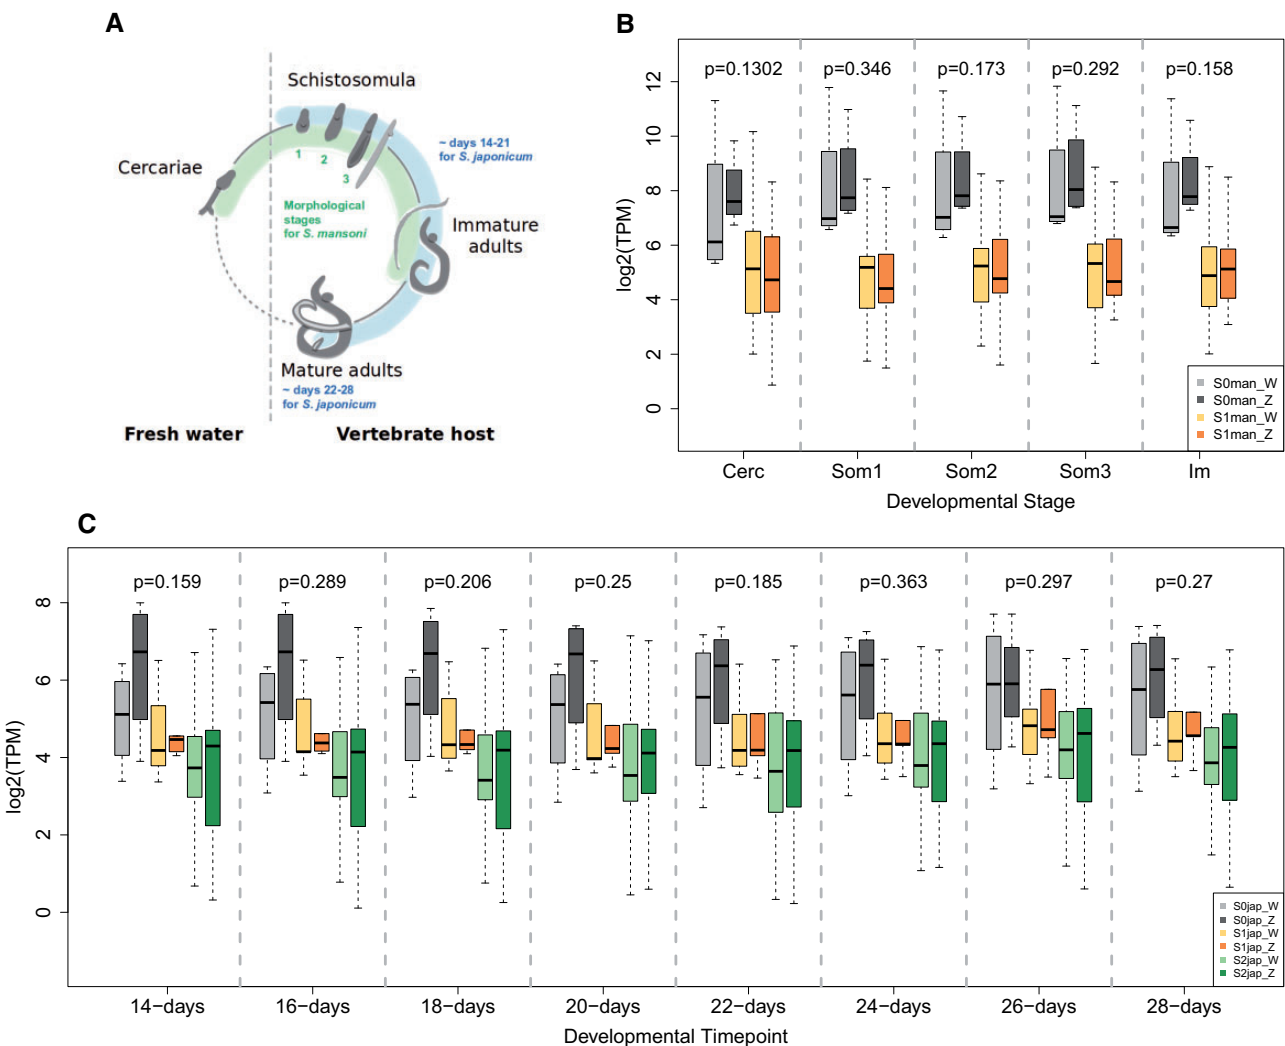 A
Schistosomula
Cercariae
1
2
3
~ days 14-21
for S. japonicum
Morphological
stages
for S. mansoni
Immature
adults
Mature adults
~ days 22-28
for S. japonicum
Fresh water
Vertebrate host
B
p=0.1302
p=0.346
p=0.173
p=0.292
p=0.158
log2(TPM)
12
10
8
6
4
2
0
S0man_W
S0man_Z
S1man_W
S1man_Z
Cerc
Som1
Som2
Som3
Im
Developmental Stage
C
p=0.159
p=0.289
p=0.206
p=0.25
p=0.185
p=0.363
p=0.297
p=0.27
log2(TPM)
8
6
4
2
0
S0jap_W
S0jap_Z
S1jap_W
S1jap_Z
S2jap_W
S2jap_Z
14−days
16−days
18−days
20−days
22−days
24−days
26−days
28−days
Developmental Timepoint